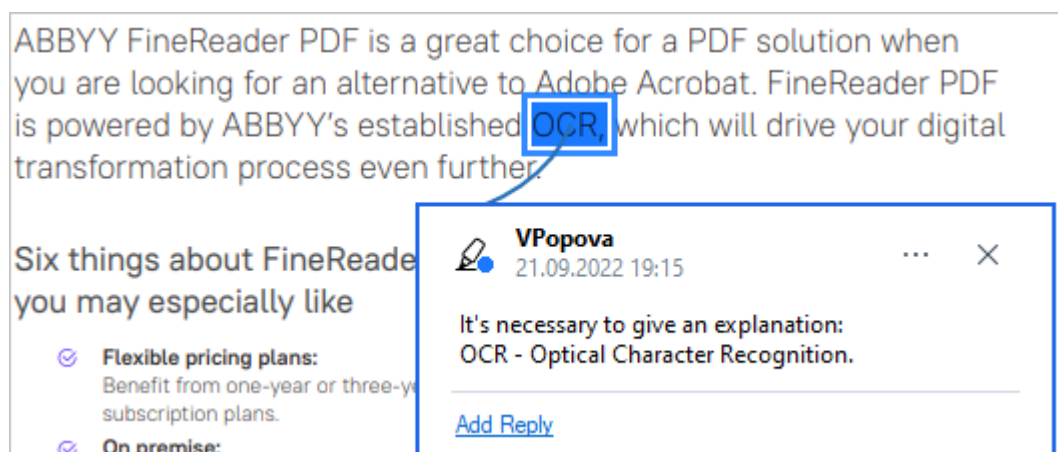 ABBYY FineReader PDF is a great choice for a PDF solution when
you are looking for an alternative to Adobe Acrobat. FineReader PDF
is powered by ABBYY’s established OCR, which will drive your digital
transformation process even further.
Six things about FineReade
you may especially like
Flexible pricing plans:
Benefit from one-year or three-ye
subscription plans.
On premise:
VPopova
21.09.2022 19:15
It's necessary to give an explanation:
OCR - Optical Character Recognition.
Add Reply